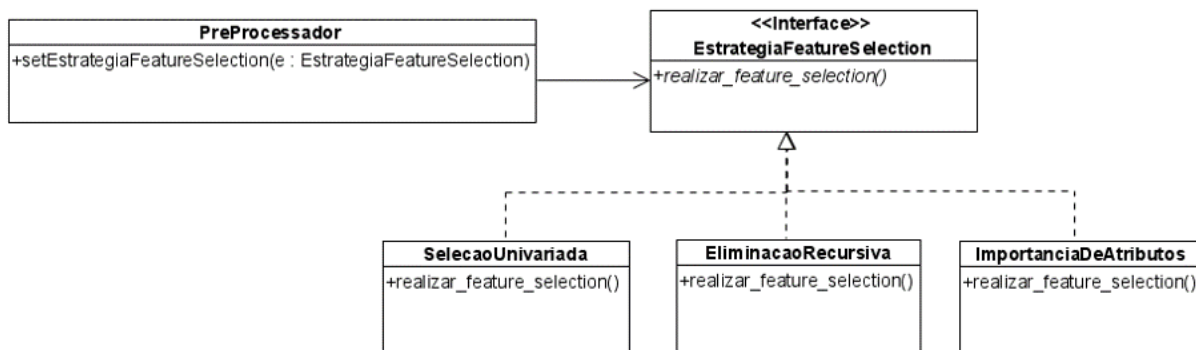 PreProcessador
+setEstrategiaFeatureSelection(e : EstrategiaFeatureSelection)
<<Interface>>
EstrategiaFeatureSelection
+realizar_feature_selection()
SelecaoUnivariada
+realizar_feature_selection()
EliminacaoRecursiva
+realizar_feature_selection()
ImportanciaDeAtributos
+realizar_feature_selection()